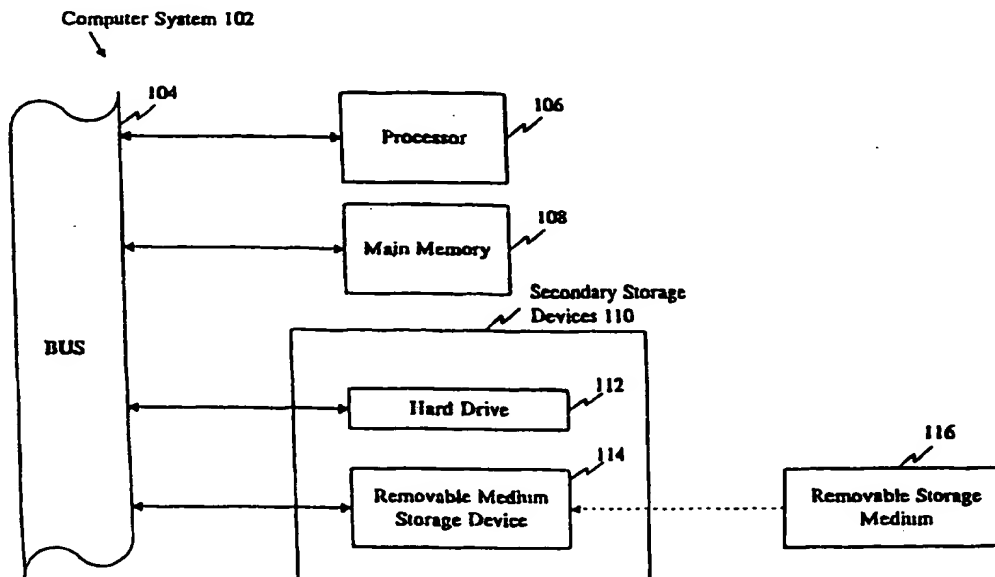 Computer System 102
104
106
Processor
108
Main Memory
Secondary Storage
Devices 110
BUS
112
Hard Drive
114
116
Removable Medium
Storage Device
Removable Storage
Medium